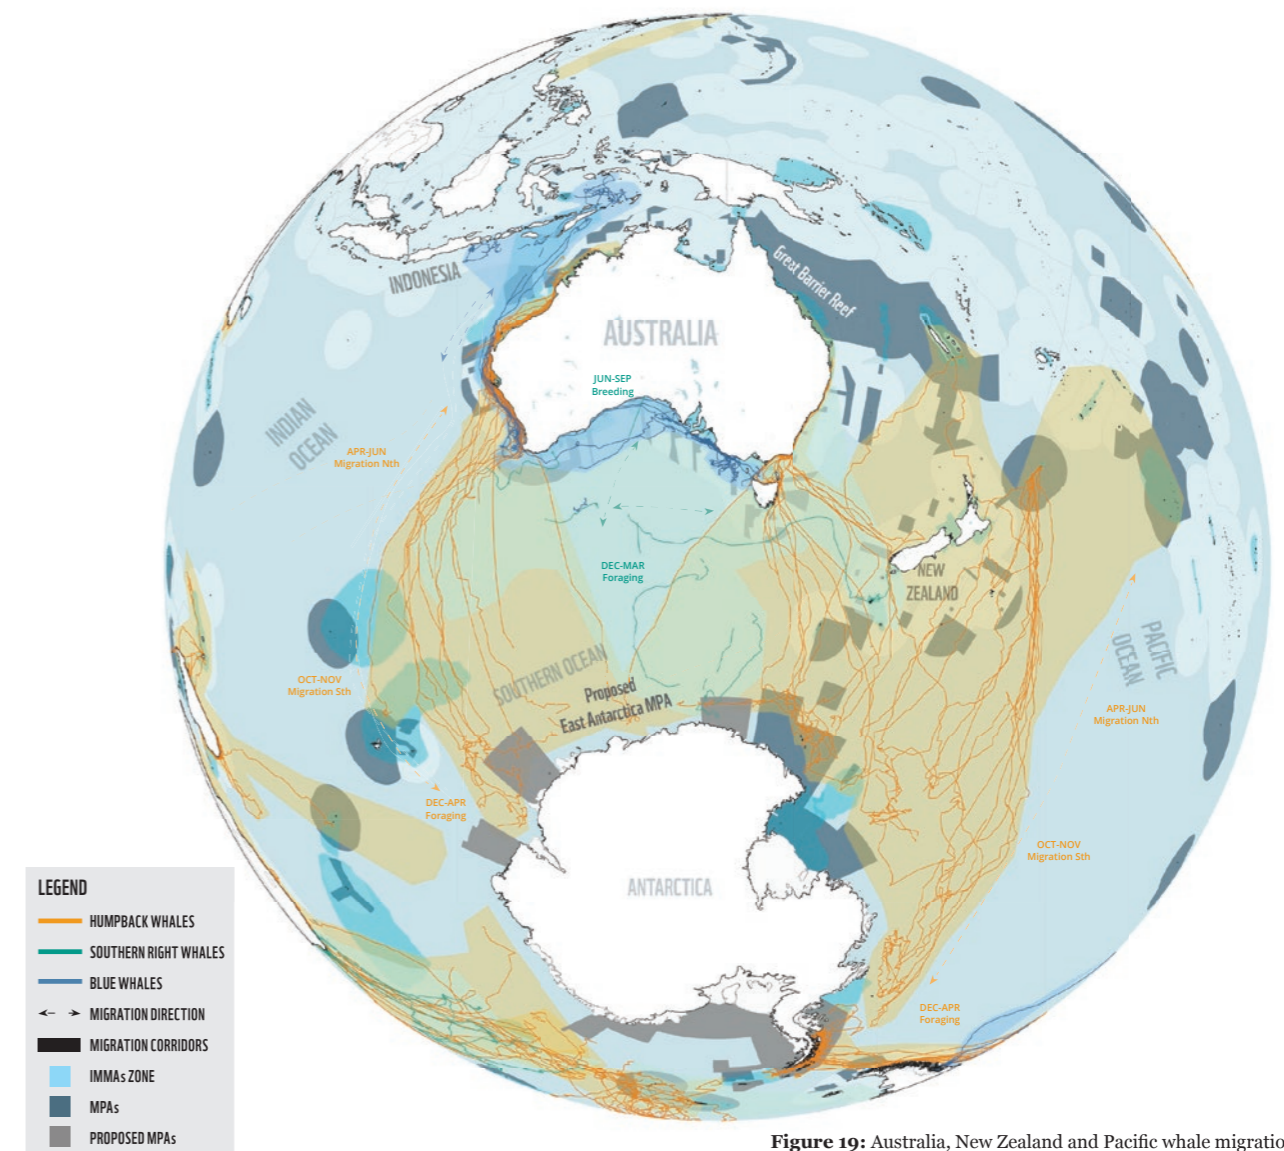 INDONESIA
Great Barrier Reef
AUSTRALIA
JUN-SEP
Breeding
INDIAN
OCEAN
APR-JUN
Migration Nth
DEC-MAR
Foraging
NEW
ZEALAND
PACIFIC
OCEAN
OCT-NOV
Migration Sth
SOUTHERN OCEAN
Proposed
East Antarctica MPA
APR-JUN
Migration Nth
DEC-APR
Foraging
OCT-NOV
Migration Sth
ANTARCTICA
DEC-APR
Foraging
LEGEND
HUMPBACK WHALES
SOUTHERN RIGHT WHALES
BLUE WHALES
MIGRATION DIRECTION
MIGRATION CORRIDORS
IMMAs ZONE
MPAs
PROPOSED MPAs
Figure 19: Australia, New Zealand and Pacific whale migratio